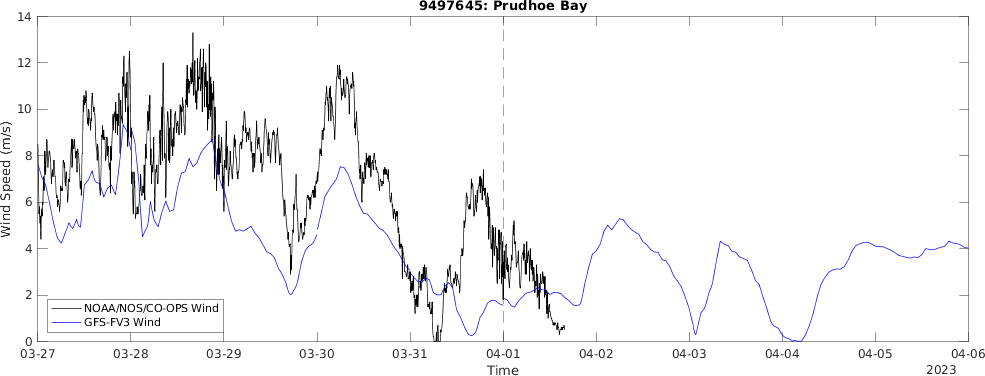 9497645: Prudhoe Bay
14
12
10
8
6
4
2
0
Wind Speed (m/s)
NOAA/NOS/CO-OPS Wind
GFS-FV3 Wind
03-27 03-28 03-29 03-30 03-31 04-01 04-02 04-03 04-04 04-05 04-06
Time
2023